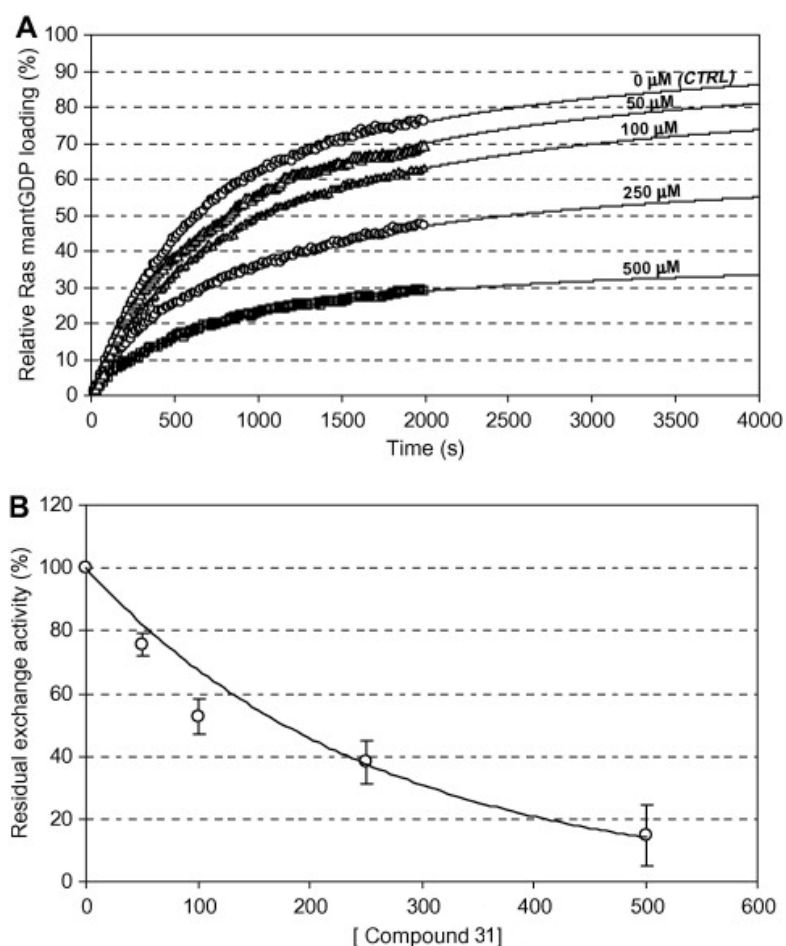 A
Relative Ras mantGDP loading (%)
100
90
80
70
60
50
40
30
20
10
0
0 μM (CTRL)
50 μM
100 μM
250 μM
500 μM
0 500 1000 1500 2000 2500 3000 3500 4000
Time (s)
B
Residual exchange activity (%)
120
100
80
60
40
20
0
0 100 200 300 400 500 600
[ Compound 31]